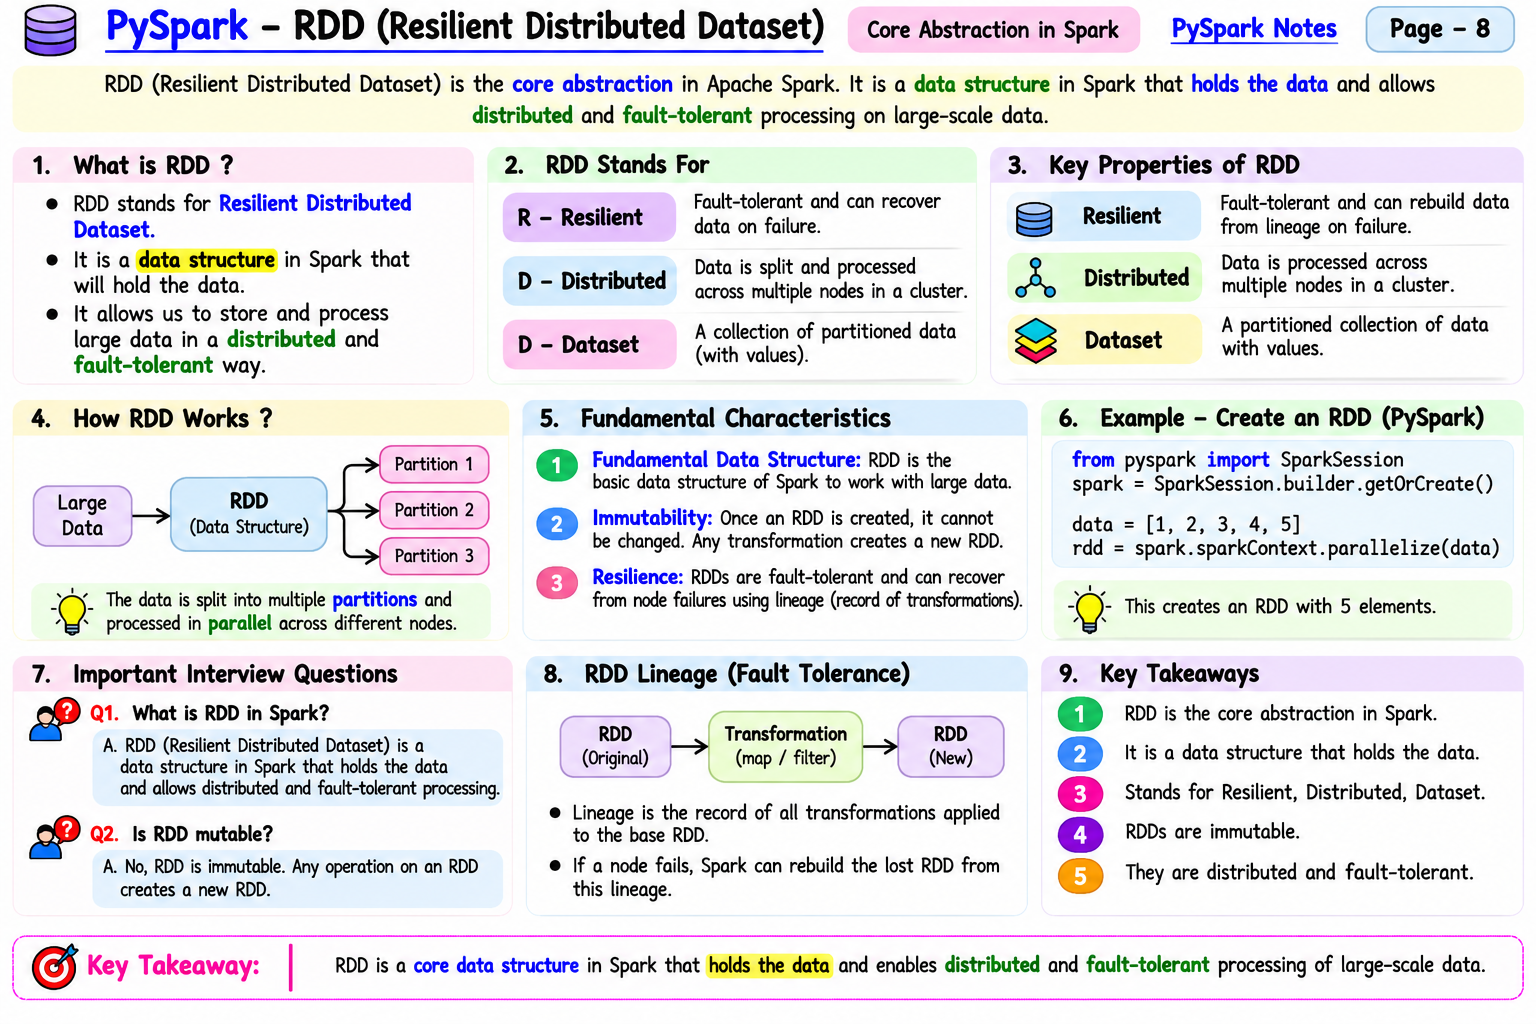 PySpark – RDD (Resilient Distributed Dataset)
Core Abstraction in Spark
PySpark Notes
Page – 8
RDD (Resilient Distributed Dataset) is the core abstraction in Apache Spark. It is a data structure in Spark that holds the data and allows
distributed and fault-tolerant processing on large-scale data.
1. What is RDD ?
● RDD stands for Resilient Distributed
Dataset.
● It is a data structure in Spark that
will hold the data.
● It allows us to store and process
large data in a distributed and
fault-tolerant way.
2. RDD Stands For
R – Resilient
Fault-tolerant and can recover
data on failure.
D – Distributed
Data is split and processed
across multiple nodes in a cluster.
D – Dataset
A collection of partitioned data
(with values).
3. Key Properties of RDD
Resilient
Fault-tolerant and can rebuild data
from lineage on failure.
Distributed
Data is processed across
multiple nodes in a cluster.
Dataset
A partitioned collection of data
with values.
4. How RDD Works ?
Large
Data
RDD
(Data Structure)
Partition 1
Partition 2
Partition 3
The data is split into multiple partitions and
processed in parallel across different nodes.
5. Fundamental Characteristics
1 Fundamental Data Structure: RDD is the
basic data structure of Spark to work with large data.
2 Immutability: Once an RDD is created, it cannot
be changed. Any transformation creates a new RDD.
3 Resilience: RDDs are fault-tolerant and can recover
from node failures using lineage (record of transformations).
6. Example – Create an RDD (PySpark)
from pyspark import SparkSession
spark = SparkSession.builder.getOrCreate()
data = [1, 2, 3, 4, 5]
rdd = spark.sparkContext.parallelize(data)
This creates an RDD with 5 elements.
7. Important Interview Questions
? Q1. What is RDD in Spark?
A. RDD (Resilient Distributed Dataset) is a
data structure in Spark that holds the data
and allows distributed and fault-tolerant processing.
? Q2. Is RDD mutable?
A. No, RDD is immutable. Any operation on an RDD
creates a new RDD.
8. RDD Lineage (Fault Tolerance)
RDD
(Original)
Transformation
(map / filter)
RDD
(New)
● Lineage is the record of all transformations applied
to the base RDD.
● If a node fails, Spark can rebuild the lost RDD from
this lineage.
9. Key Takeaways
1 RDD is the core abstraction in Spark.
2 It is a data structure that holds the data.
3 Stands for Resilient, Distributed, Dataset.
4 RDDs are immutable.
5 They are distributed and fault-tolerant.
Key Takeaway:
RDD is a core data structure in Spark that holds the data and enables distributed and fault-tolerant processing of large-scale data.